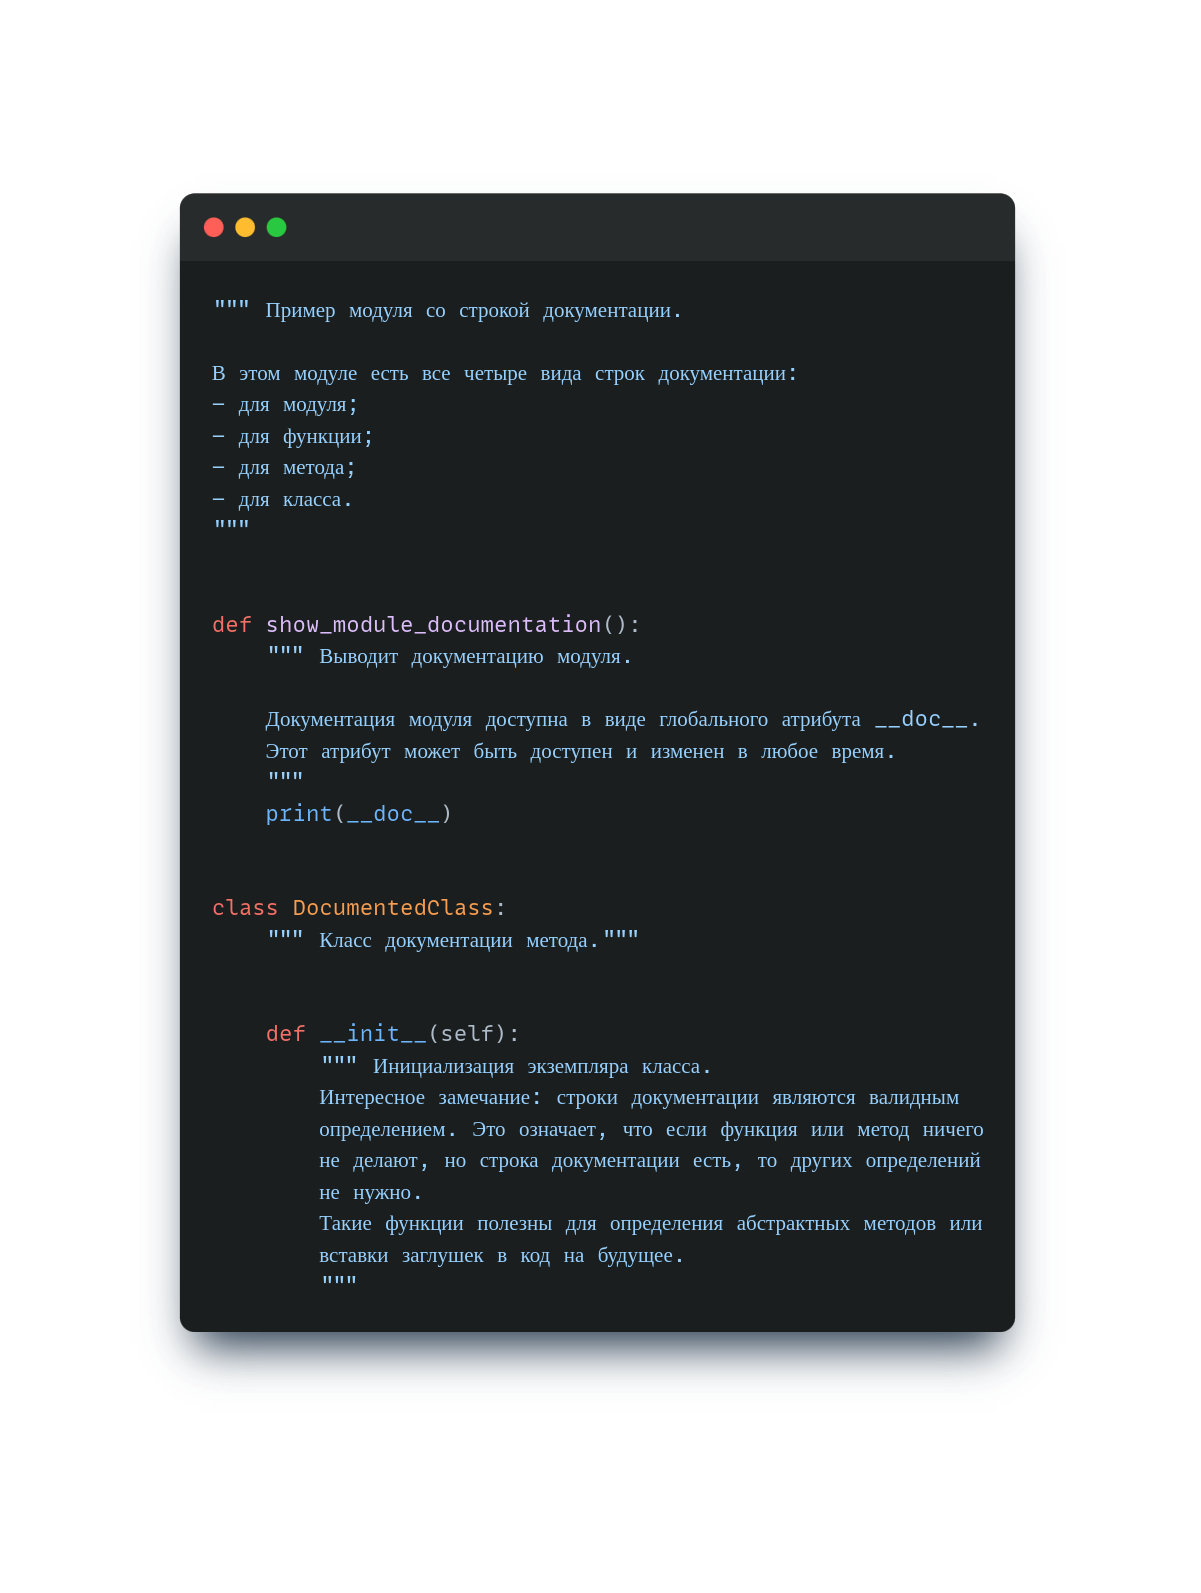 """ Пример модуля со строкой документации.
В этом модуле есть все четыре вида строк документации:
- для модуля;
- для функции;
- для метода;
- для класса.
"""
def show_module_documentation():
""" Выводит документацию модуля.
Документация модуля доступна в виде глобального атрибута __doc__.
Этот атрибут может быть доступен и изменен в любое время.
"""
print(__doc__)
class DocumentedClass:
""" Класс документации метода."""
def __init__(self):
""" Инициализация экземпляра класса.
Интересное замечание: строки документации являются валидным
определением. Это означает, что если функция или метод ничего
не делают, но строка документации есть, то других определений
не нужно.
Такие функции полезны для определения абстрактных методов или
вставки заглушек в код на будущее.
"""